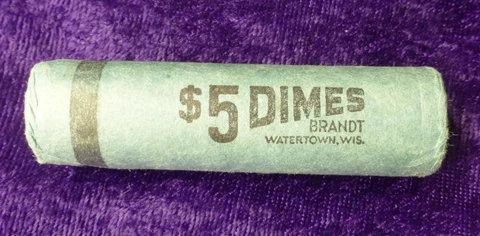 $5 DIMES
BRANDT
WATERTOWN, WIS.